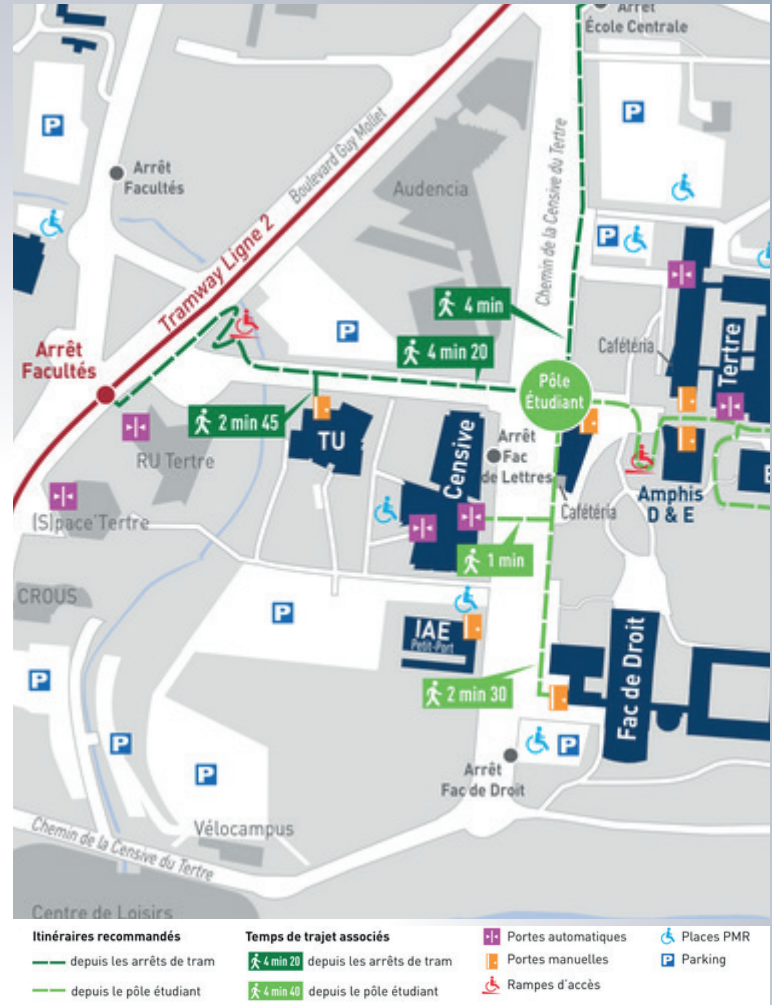 Arrêt
École Centrale
P
P
Boulevard Guy Mollet
Chemin de la Censive du Tertre
Arrêt
Facultés
Audencia
P
Tramway Ligne 2
4 min
P
4 min 20
Cafétéria
Tertre
Arrêt
Facultés
Pôle
Étudiant
2 min 45
TU
RU Tertre
Censive
Arrêt
Fac
de Lettres
(S)pace'Tertre
Cafétéria
Amphis
D & E
1 min
CROUS
P
IAE
Petit-Port
Fac de Droit
P
2 min 30
P
P
P
Arrêt
Fac de Droit
Vélocampus
Chemin de la Censive du Tertre
Centre de Loisirs
Itinéraires recommandés
depuis les arrêts de tram
depuis le pôle étudiant
Temps de trajet associés
4 min 20 depuis les arrêts de tram
4 min 40 depuis le pôle étudiant
Portes automatiques
Portes manuelles
Rampes d'accès
Places PMR
P Parking